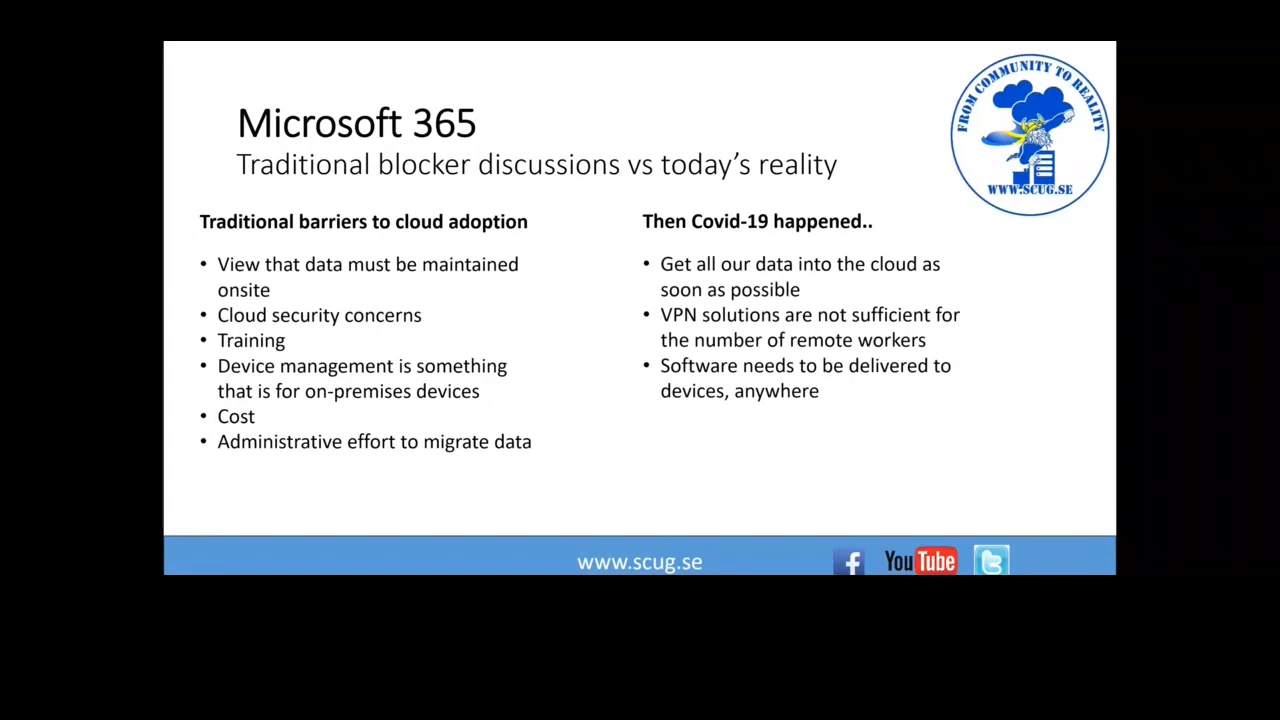 Microsoft 365
Traditional blocker discussions vs today's reality
FROM COMMUNITY TO REALITY
WWW.SCUG.SE
Traditional barriers to cloud adoption
• View that data must be maintained
onsite
• Cloud security concerns
• Training
• Device management is something
that is for on-premises devices
• Cost
• Administrative effort to migrate data
Then Covid-19 happened..
• Get all our data into the cloud as
soon as possible
• VPN solutions are not sufficient for
the number of remote workers
• Software needs to be delivered to
devices, anywhere
www.scug.se
f
YouTube